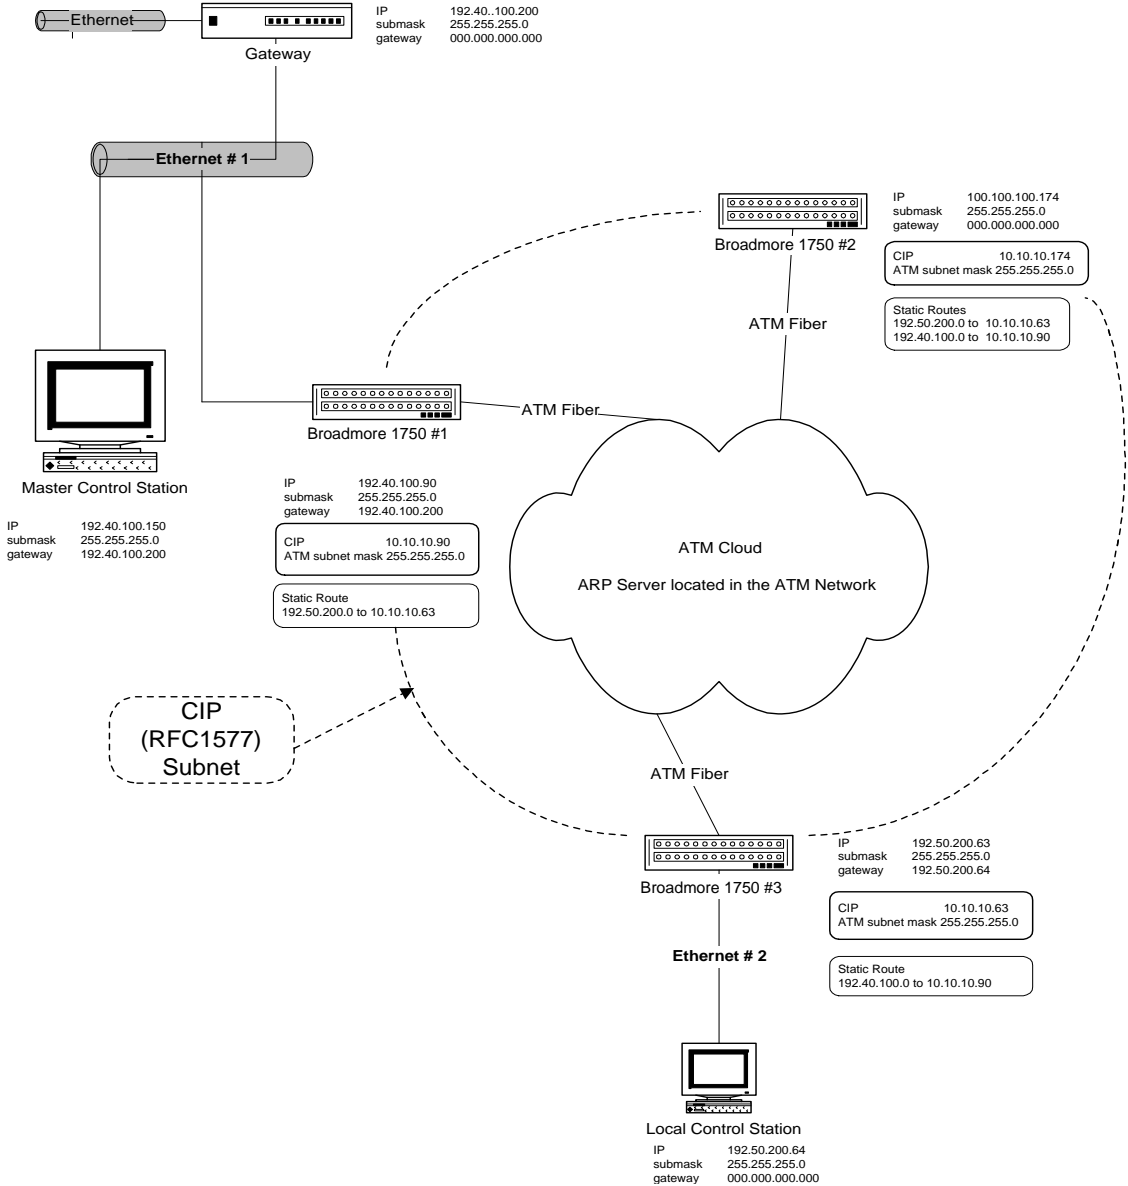 Ethernet
IP 192.40..100.200
submask 255.255.255.0
gateway 000.000.000.000
Gateway
Ethernet # 1
Broadmore 1750 #2
IP 100.100.100.174
submask 255.255.255.0
gateway 000.000.000.000
CIP 10.10.10.174
ATM subnet mask 255.255.255.0
Static Routes
192.50.200.0 to 10.10.10.63
192.40.100.0 to 10.10.10.90
ATM Fiber
ATM Fiber
Broadmore 1750 #1
Master Control Station
IP 192.40.100.150
submask 255.255.255.0
gateway 192.40.100.200
IP 192.40.100.90
submask 255.255.255.0
gateway 192.40.100.200
CIP 10.10.10.90
ATM subnet mask 255.255.255.0
Static Route
192.50.200.0 to 10.10.10.63
ATM Cloud
ARP Server located in the ATM Network
CIP
(RFC1577)
Subnet
ATM Fiber
Broadmore 1750 #3
IP 192.50.200.63
submask 255.255.255.0
gateway 192.50.200.64
CIP 10.10.10.63
ATM subnet mask 255.255.255.0
Static Route
192.40.100.0 to 10.10.10.90
Ethernet # 2
Local Control Station
IP 192.50.200.64
submask 255.255.255.0
gateway 000.000.000.000